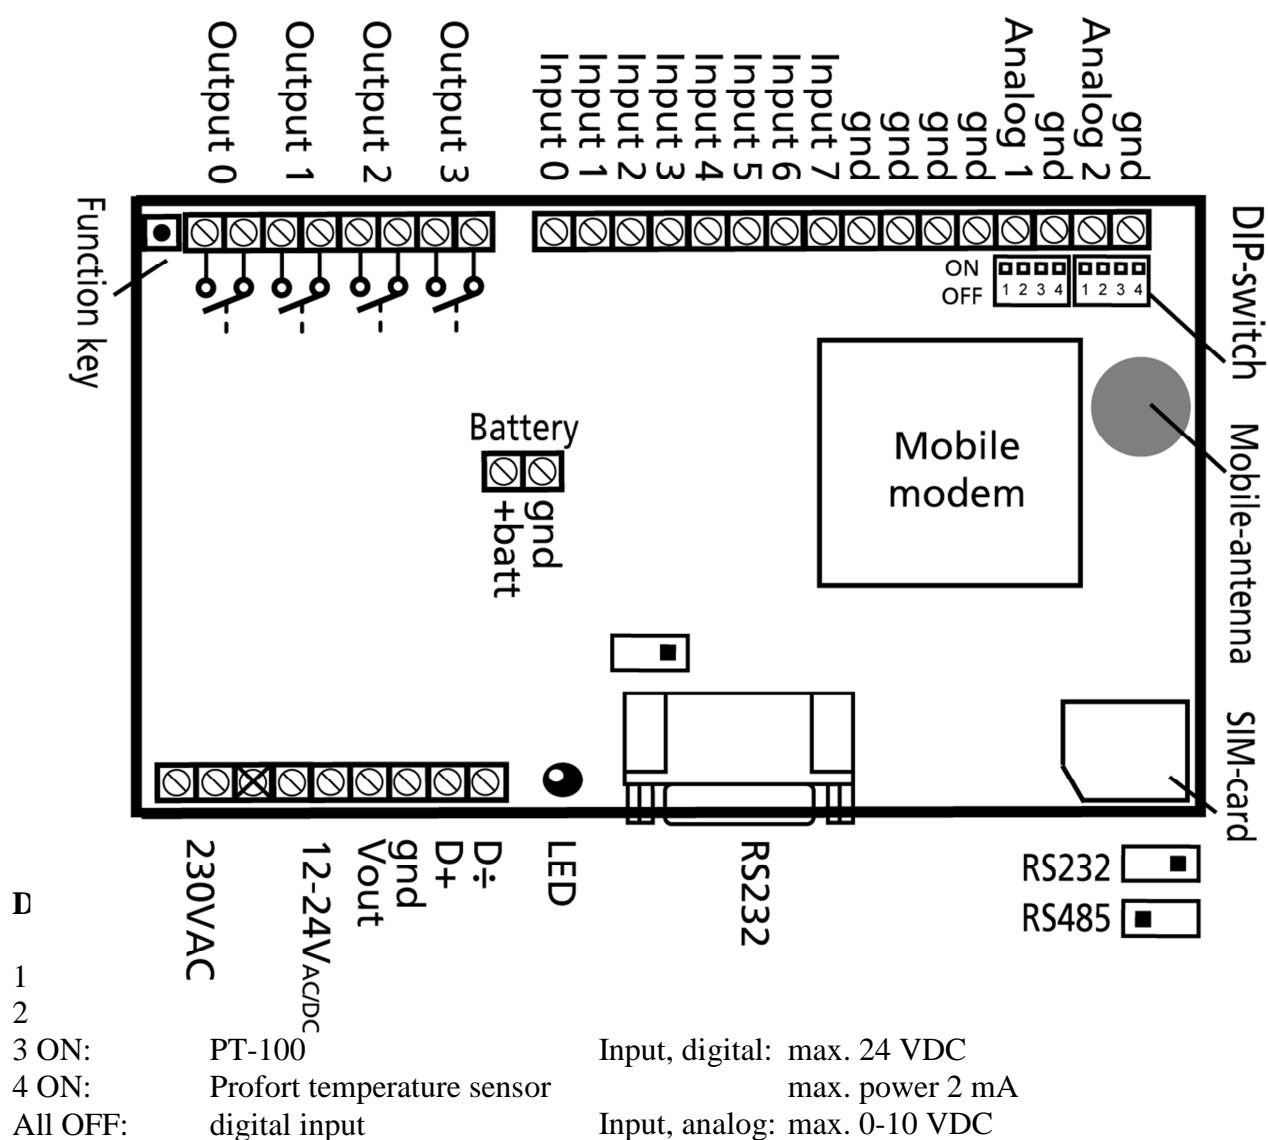 Output 0
Output 1
Output 2
Output 3
Input 0
Input 1
Input 2
Input 3
Input 4
Input 5
Input 6
Input 7
gnd
gnd
gnd
gnd
Analog 1
gnd
Analog 2
gnd
Function key
DIP-switch
ON
OFF
1 2 3 4
1 2 3 4
Mobile-antenna
Mobile
modem
Battery
+batt
gnd
SIM-card
230VAC
12-24VAC/DC
Vout
gnd
D+
D÷
LED
RS232
RS232
RS485
D
1
2
3 ON: PT-100 Input, digital: max. 24 VDC
4 ON: Profort temperature sensor max. power 2 mA
All OFF: digital input Input, analog: max. 0-10 VDC